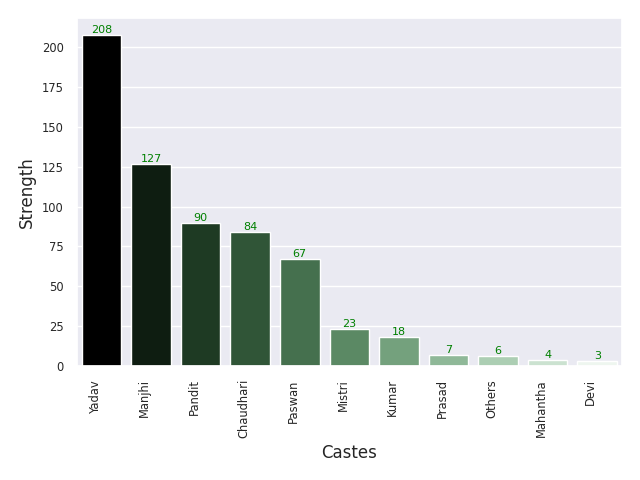 208
200
175
150
127
125
100
90
84
75
67
50
25
23
18
7
6
4
3
0
Strength
Yadav
Manjhi
Pandit
Chaudhari
Paswan
Mistri
Kumar
Prasad
Others
Mahantha
Devi
Castes